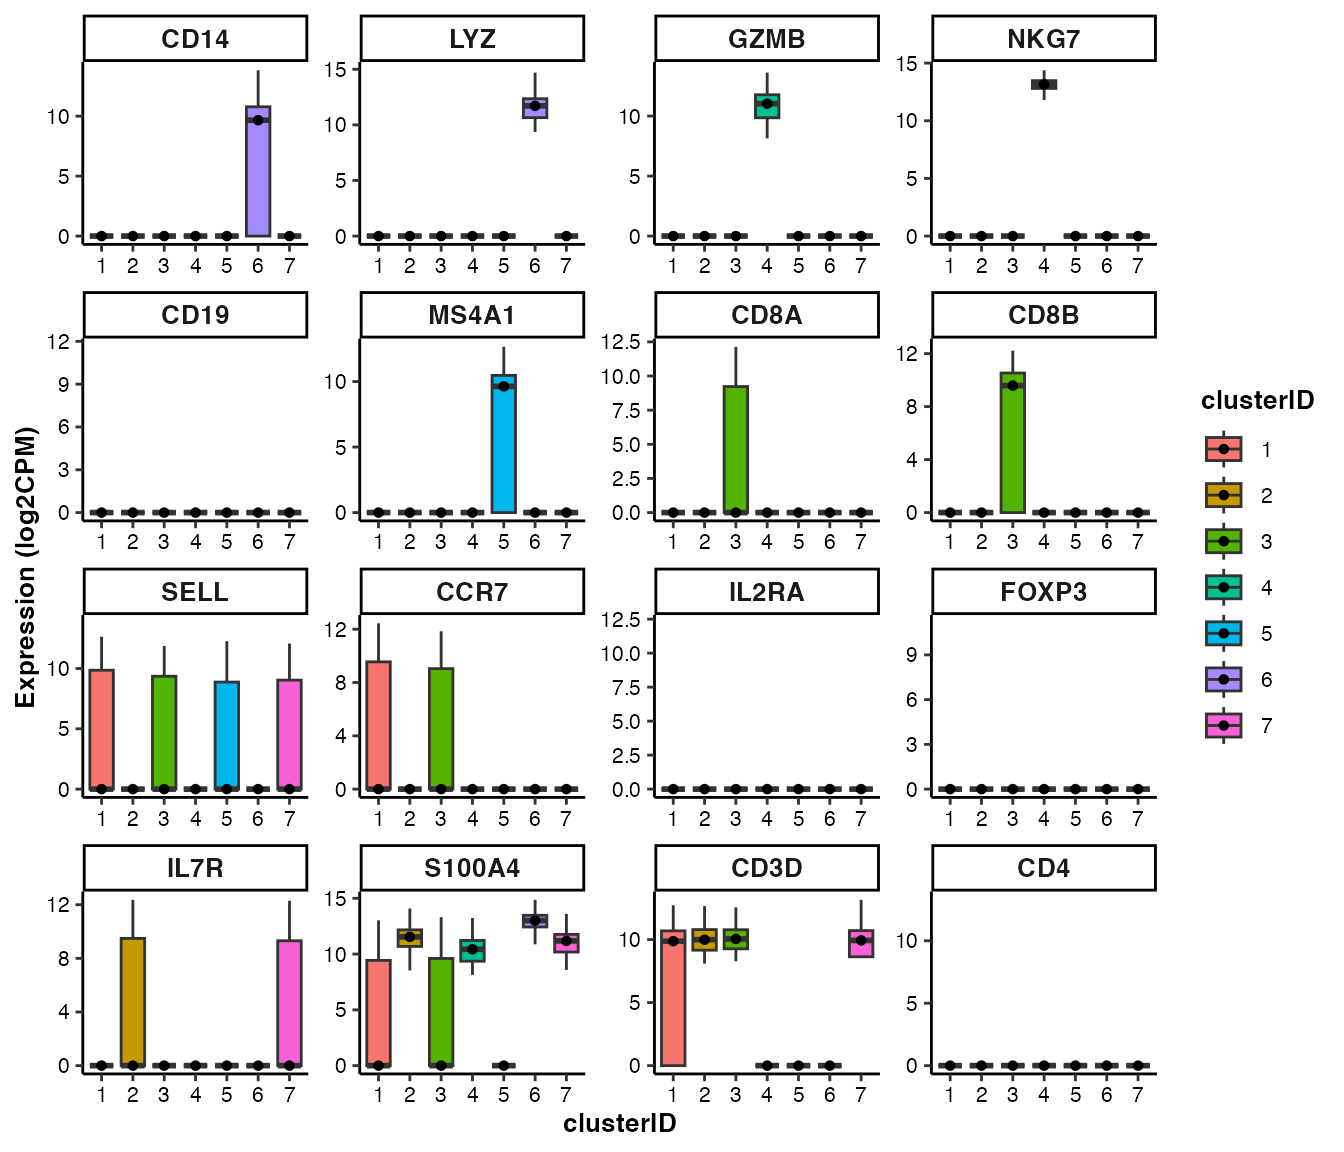 CD14 LYZ GZMB NKG7
10 5 0 15 10 5 0 10 5 0 15 10 5 0
1 2 3 4 5 6 7 1 2 3 4 5 6 7 1 2 3 4 5 6 7 1 2 3 4 5 6 7
CD19 MS4A1 CD8A CD8B
12 9 6 3 0 10 5 0 12.5 10.0 7.5 5.0 2.5 0.0 12 8 4 0
1 2 3 4 5 6 7 1 2 3 4 5 6 7 1 2 3 4 5 6 7 1 2 3 4 5 6 7
SELL CCR7 IL2RA FOXP3
10 5 0 12 8 4 0 12.5 10.0 7.5 5.0 2.5 0.0 9 6 3 0
1 2 3 4 5 6 7 1 2 3 4 5 6 7 1 2 3 4 5 6 7 1 2 3 4 5 6 7
IL7R S100A4 CD3D CD4
12 8 4 0 15 10 5 0 10 5 0 10 5 0
1 2 3 4 5 6 7 1 2 3 4 5 6 7 1 2 3 4 5 6 7 1 2 3 4 5 6 7
Expression (log2CPM)
clusterID
clusterID
1
2
3
4
5
6
7